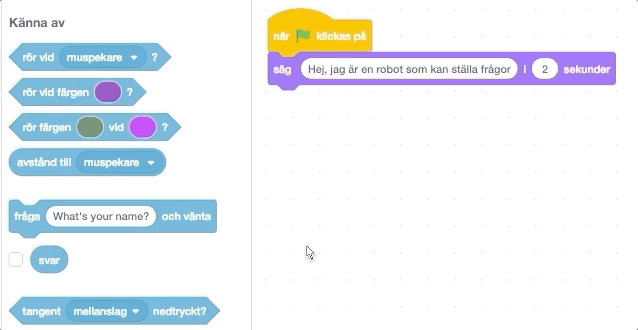 Känna av
rör vid muspekare ?
rör vid färgen ?
rör färgen vid ?
avstånd till muspekare
fråga What's your name? och vänta
svar
tangent mellanslag nedtryckt?
när klickas på
säg Hej, jag är en robot som kan ställa frågor i 2 sekunder